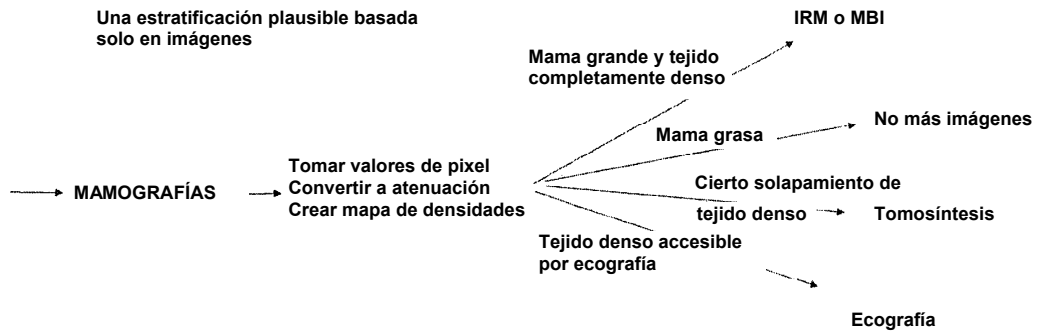 Una estratificación plausible basada
solo en imágenes
IRM o MBI
Mama grande y tejido
completamente denso
No más imágenes
Mama grasa
Tomar valores de pixel
Convertir a atenuación
Crear mapa de densidades
MAMOGRAFÍAS
Cierto solapamiento de
tejido denso
Tomosíntesis
Tejido denso accesible
por ecografía
Ecografía